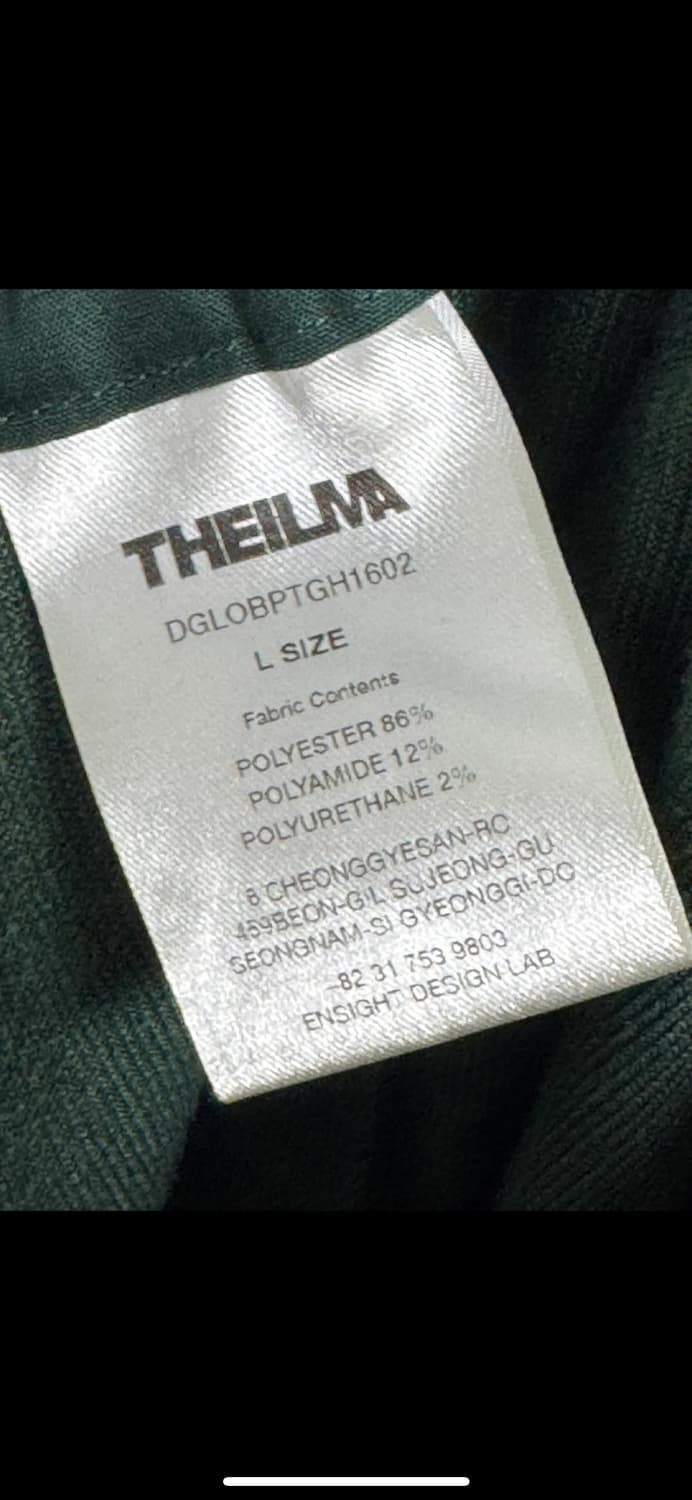 THEILMA
DGLOBPTGH1602
L SIZE
Fabric Contents
POLYESTER 86%
POLYAMIDE 12%
POLYURETHANE 2%
8 CHEONGGYESAN-RO
459BEON-GIL SUJEONG-GU
SEONGNAM-SI GYEONGGI-DO
+82 31 753 9803
ENSIGHT DESIGN LAB